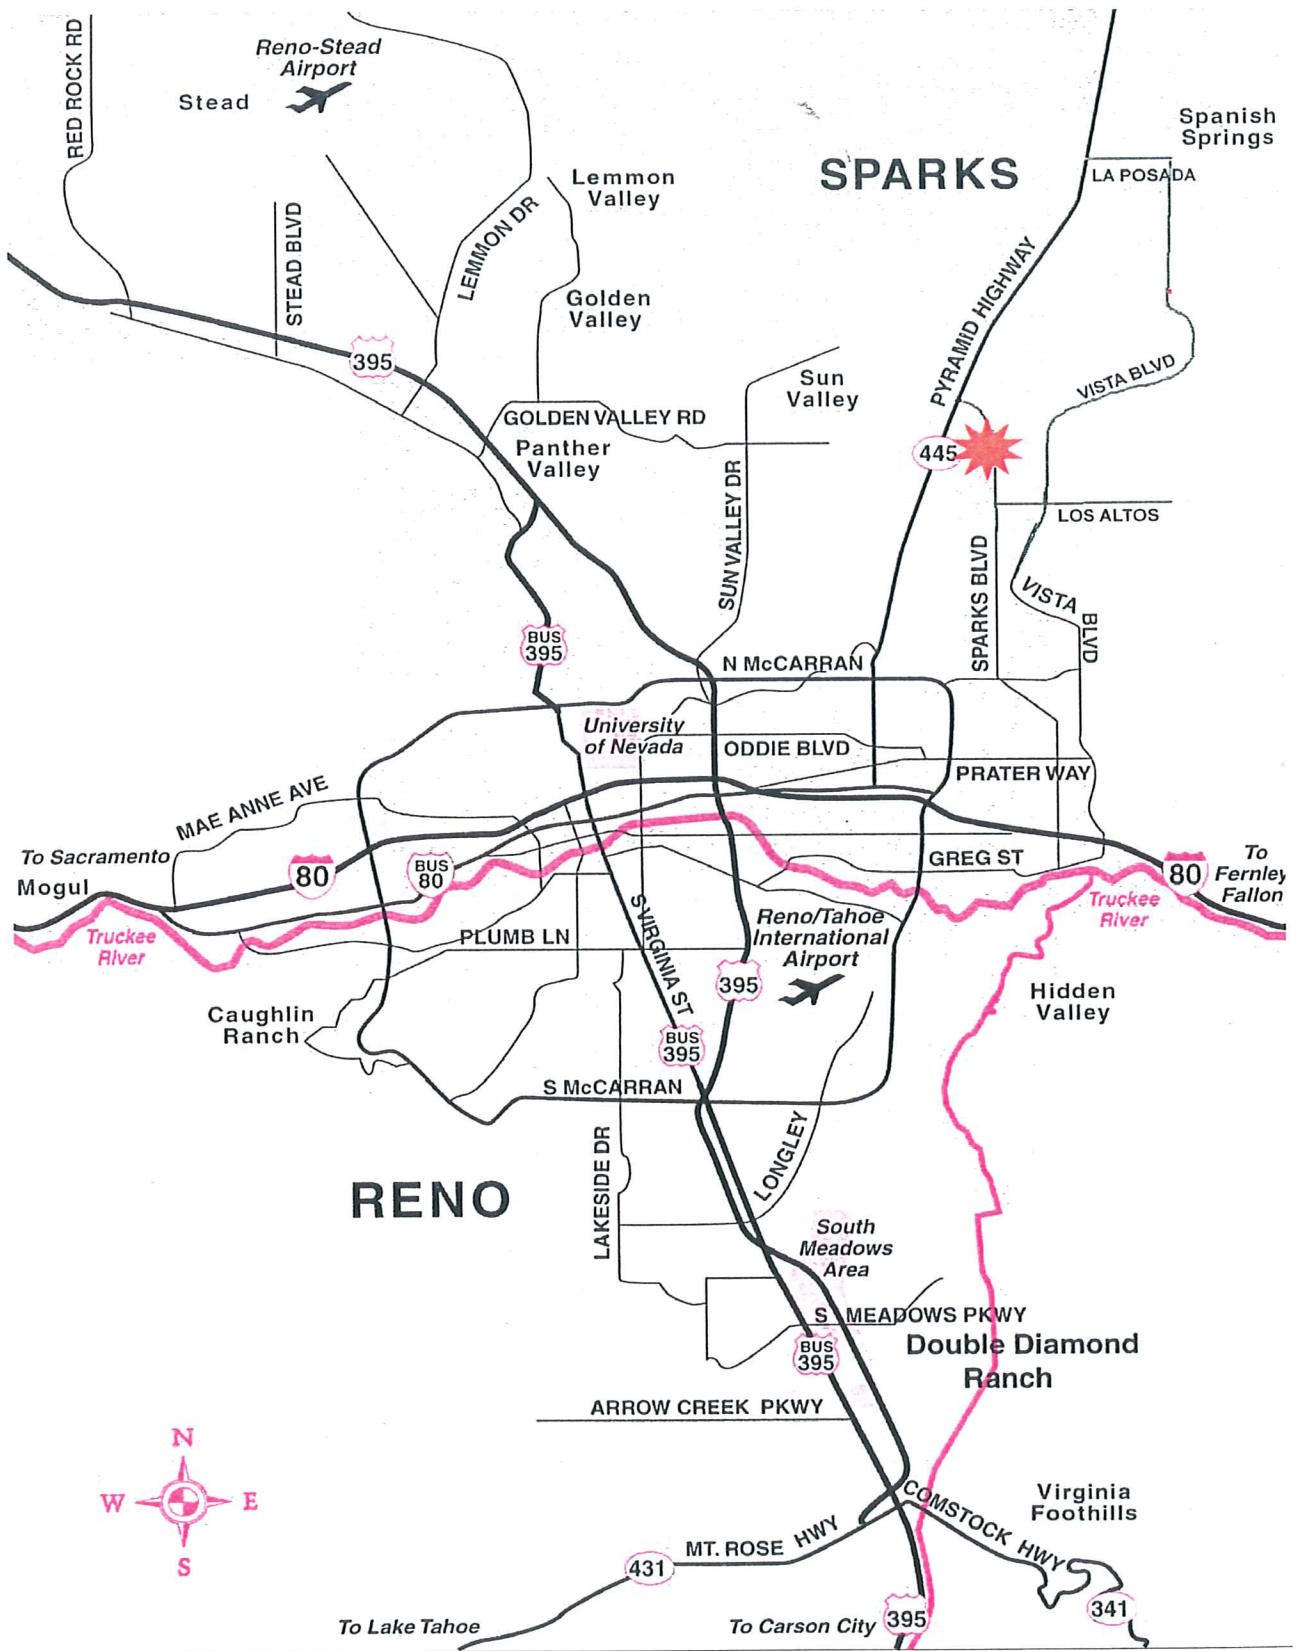 RED ROCK RD
Reno-Stead
Airport
Stead
Spanish
Springs
SPARKS
LA POSADA
Lemmon
Valley
LEMMON DR
STEAD BLVD
PYRAMID HIGHWAY
Golden
Valley
395
Sun
Valley
VISTA BLVD
GOLDEN VALLEY RD
Panther
Valley
445
SUN VALLEY DR
LOS ALTOS
SPARKS BLVD
VISTA BLVD
BUS
395
N McCARRAN
University
of Nevada
ODDIE BLVD
PRATER WAY
MAE ANNE AVE
To Sacramento
Mogul
80
BUS
80
GREG ST
80
To
Fernley
Fallon
Truckee
River
Truckee
River
S VIRGINIA ST
Reno/Tahoe
International
Airport
PLUMB LN
395
Hidden
Valley
Caughlin
Ranch
BUS
395
S McCARRAN
LAKESIDE DR
LONGLEY
RENO
South
Meadows
Area
S MEADOWS PKWY
BUS
395
Double Diamond
Ranch
ARROW CREEK PKWY
N
W E
S
COMSTOCK HWY
Virginia
Foothills
MT. ROSE HWY
431
341
To Lake Tahoe
To Carson City
395